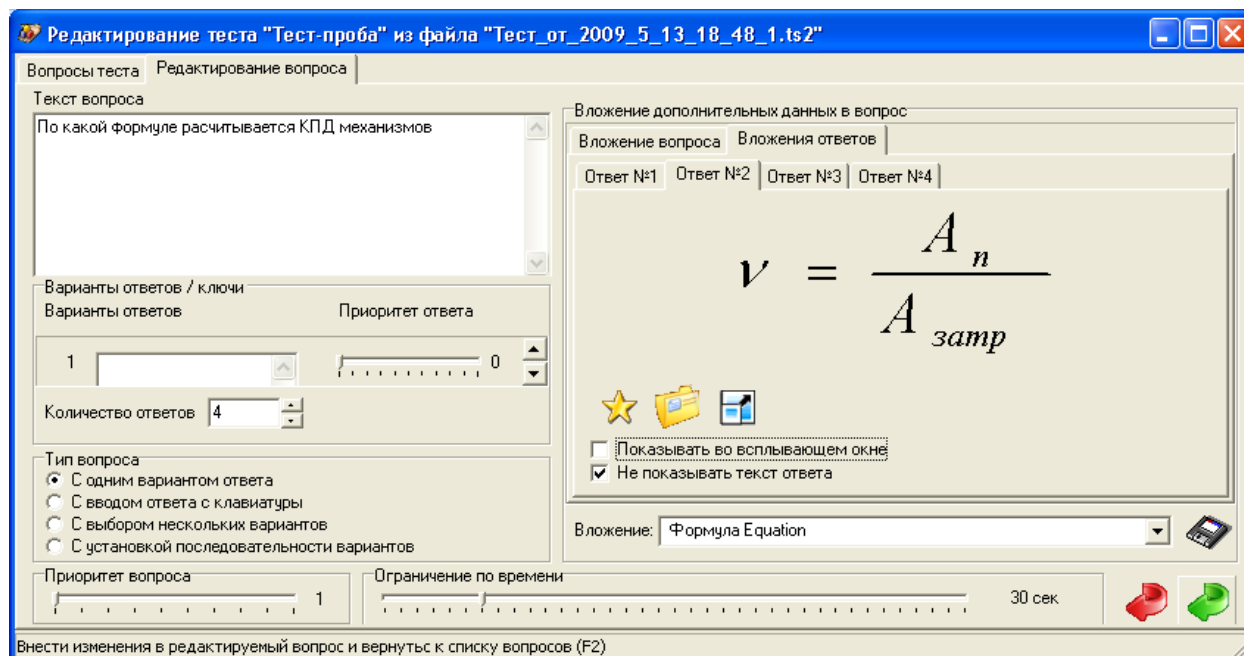 Редактирование теста "Тест-проба" из файла "Тест_от_2009_5_13_18_48_1.ts2"
Вопросы теста Редактирование вопроса
Текст вопроса
По какой формуле расчитывается КПД механизмов
Варианты ответов / ключи
Варианты ответов Приоритет ответа
1 0
Количество ответов 4
Тип вопроса
С одним вариантом ответа
С вводом ответа с клавиатуры
С выбором нескольких вариантов
С установкой последовательности вариантов
Вложение дополнительных данных в вопрос
Вложение вопроса Вложения ответов
Ответ №1 Ответ №2 Ответ №3 Ответ №4
ν = A п
A затр
Показывать во всплывающем окне
Не показывать текст ответа
Вложение: Формула Equation
Приоритет вопроса
1
Ограничение по времени
30 сек
Внести изменения в редактируемый вопрос и вернутьс к списку вопросов (F2)